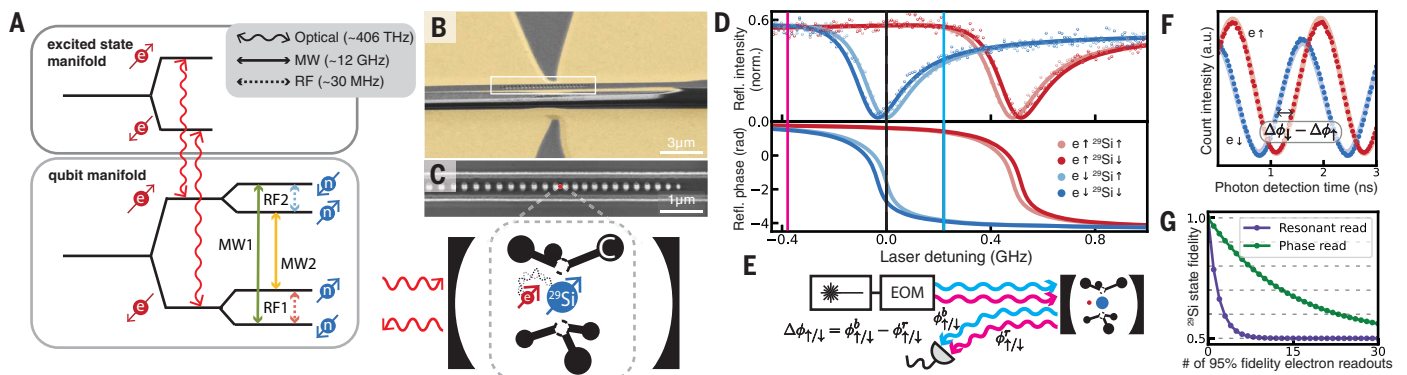 A
excited state
manifold
Optical (~406 THz)
MW (~12 GHz)
RF (~30 MHz)
e
e
qubit manifold
e
e
n
n
n
n
RF2
MW1
MW2
RF1
B
3μm
C
1μm
e
29Si
D
Refl. intensity
(norm.)
0.6
0.0
Refl. phase (rad)
0
−2
−4
e↑ ²⁹Si↑
e↑ ²⁹Si↓
e↓ ²⁹Si↑
e↓ ²⁹Si↓
−0.4
0.0
0.4
0.8
Laser detuning (GHz)
E
EOM
Δϕ↑/↓ = ϕᵇ↑/↓ − ϕʳ↑/↓
ϕᵇ↑/↓
ϕʳ↑/↓
F
Count intensity (a.u.)
e↑
e↓
Δϕ↓ − Δϕ↑
1
2
3
Photon detection time (ns)
G
²⁹Si state fidelity
1.0
0.5
Resonant read
Phase read
0
15
30
# of 95% fidelity electron readouts